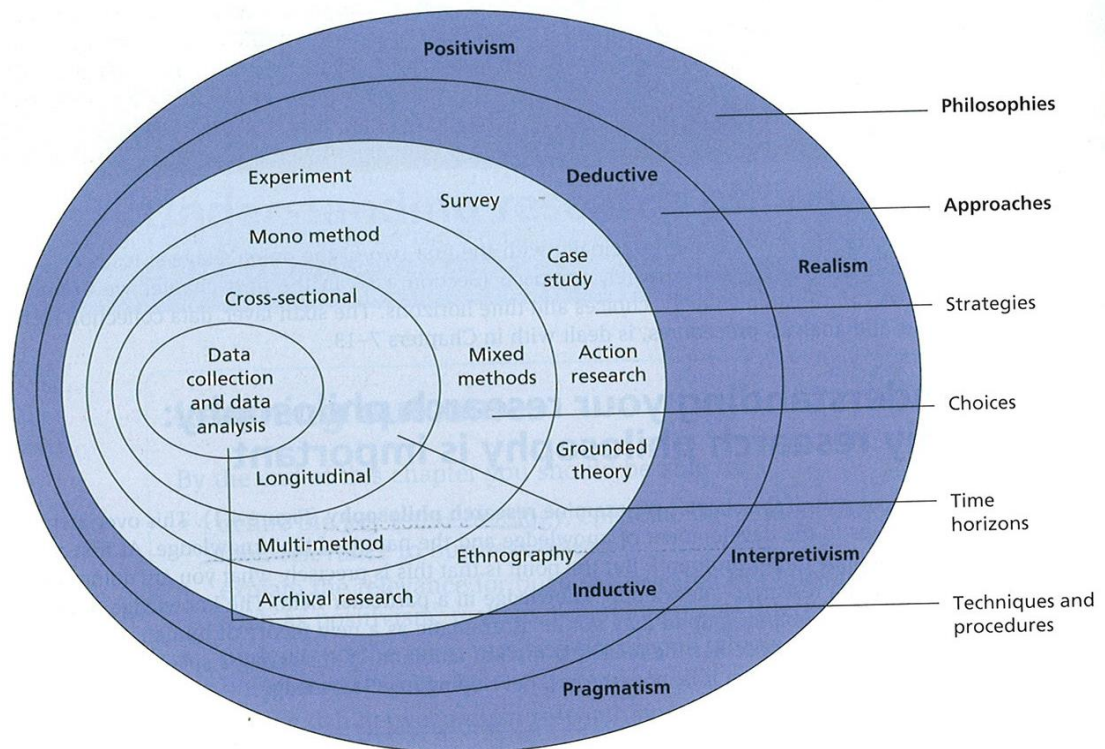 Positivism
Philosophies
Experiment
Deductive
Survey
Approaches
Mono method
Case
study
Realism
Cross-sectional
Strategies
Data
collection and data
analysis
Mixed
methods
Action
research
Choices
Grounded
theory
Longitudinal
Time
horizons
Multi-method
Ethnography
Interpretivism
Archival research
Inductive
Techniques and
procedures
Pragmatism